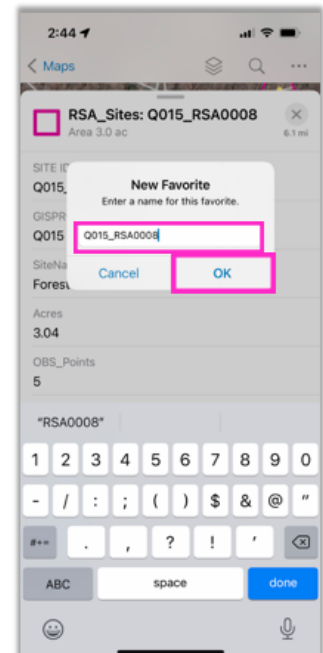 2:44
Maps
RSA_Sites: Q015_RSA0008
Area 3.0 ac
6.1 mi
SITE ID
Q015_
New Favorite
Enter a name for this favorite.
GISPR
Q015
Q015_RSA0008
SiteNa
Forest
Cancel
OK
Acres
3.04
OBS_Points
5
"RSA0008"
1 2 3 4 5 6 7 8 9 0
- / : ; ( ) $ & @ "
#+= . , ? ! '
ABC space done